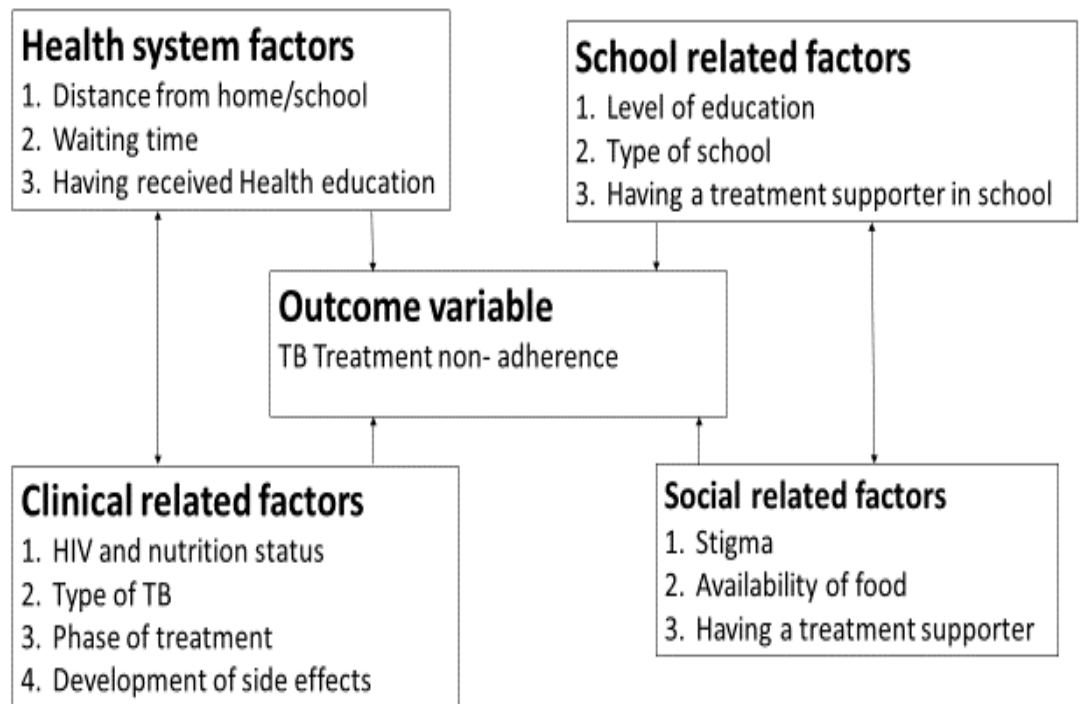 Health system factors
1. Distance from home/school
2. Waiting time
3. Having received Health education
School related factors
1. Level of education
2. Type of school
3. Having a treatment supporter in school
Outcome variable
TB Treatment non- adherence
Clinical related factors
1. HIV and nutrition status
2. Type of TB
3. Phase of treatment
4. Development of side effects
Social related factors
1. Stigma
2. Availability of food
3. Having a treatment supporter